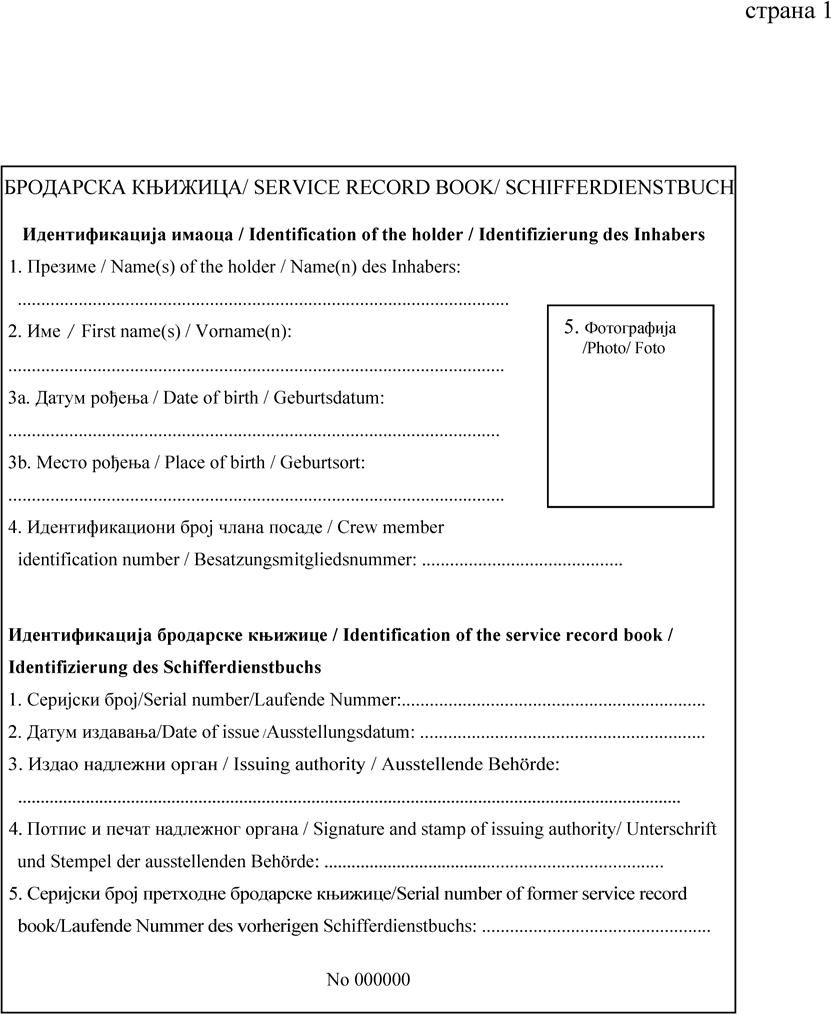 страна 1
БРОДАРСКА КЊИЖИЦА/ SERVICE RECORD BOOK/ SCHIFFERDIENSTBUCH
Идентификација имаоца / Identification of the holder / Identifizierung des Inhabers
1. Презиме / Name(s) of the holder / Name(n) des Inhabers:
........................................................................................................
2. Име / First name(s) / Vorname(n):
.........................................................................................................
3a. Датум рођења / Date of birth / Geburtsdatum:
........................................................................................................
3b. Место рођења / Place of birth / Geburtsort:
.........................................................................................................
5. Фотографија
/Photo/ Foto
4. Идентификациони број члана посаде / Crew member
identification number / Besatzungsmitgliedsnummer: ...........................................
Идентификација бродарске књижице / Identification of the service record book /
Identifizierung des Schifferdienstbuchs
1. Серијски број/Serial number/Laufende Nummer:.................................................................
2. Датум издавања/Date of issue /Ausstellungsdatum: .............................................................
3. Издао надлежни орган / Issuing authority / Ausstellende Behörde:
..................................................................................................................................................
4. Потпис и печат надлежног органа / Signature and stamp of issuing authority/ Unterschrift
und Stempel der ausstellenden Behörde: .........................................................................
5. Серијски број претходне бродарске књижице/Serial number of former service record
book/Laufende Nummer des vorherigen Schifferdienstbuchs: .................................................
No 000000